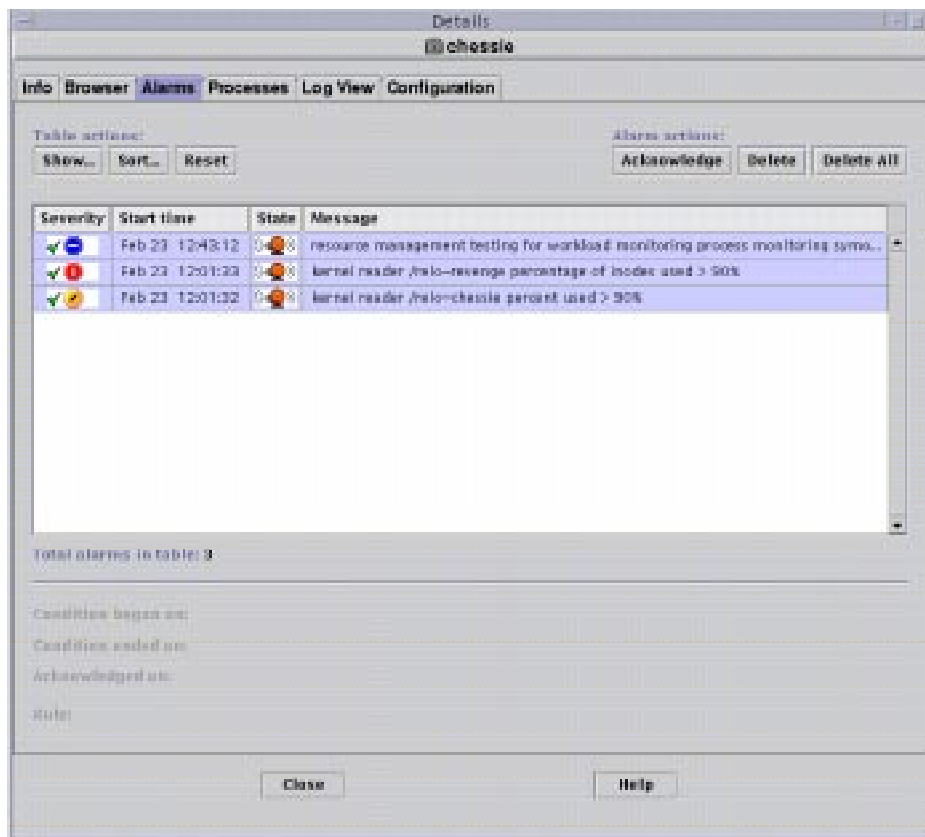 Details
chessie
Info Browser Alarms Processes Log View Configuration
Table actions: Alarm actions:
Show... Sort... Reset Acknowledge Delete Delete All
Severity Start time State Message
Feb 23 12:43:12 resource management testing for workload monitoring process monitoring symo...
Feb 23 12:01:33 kernel reader /relo-revenge percentage of inodes used > 90%
Feb 23 12:01:32 kernel reader /relo-chessie percent used > 90%
Total alarms in table: 3
Condition began on:
Condition ended on:
Acknowledged on:
Rule:
Close Help